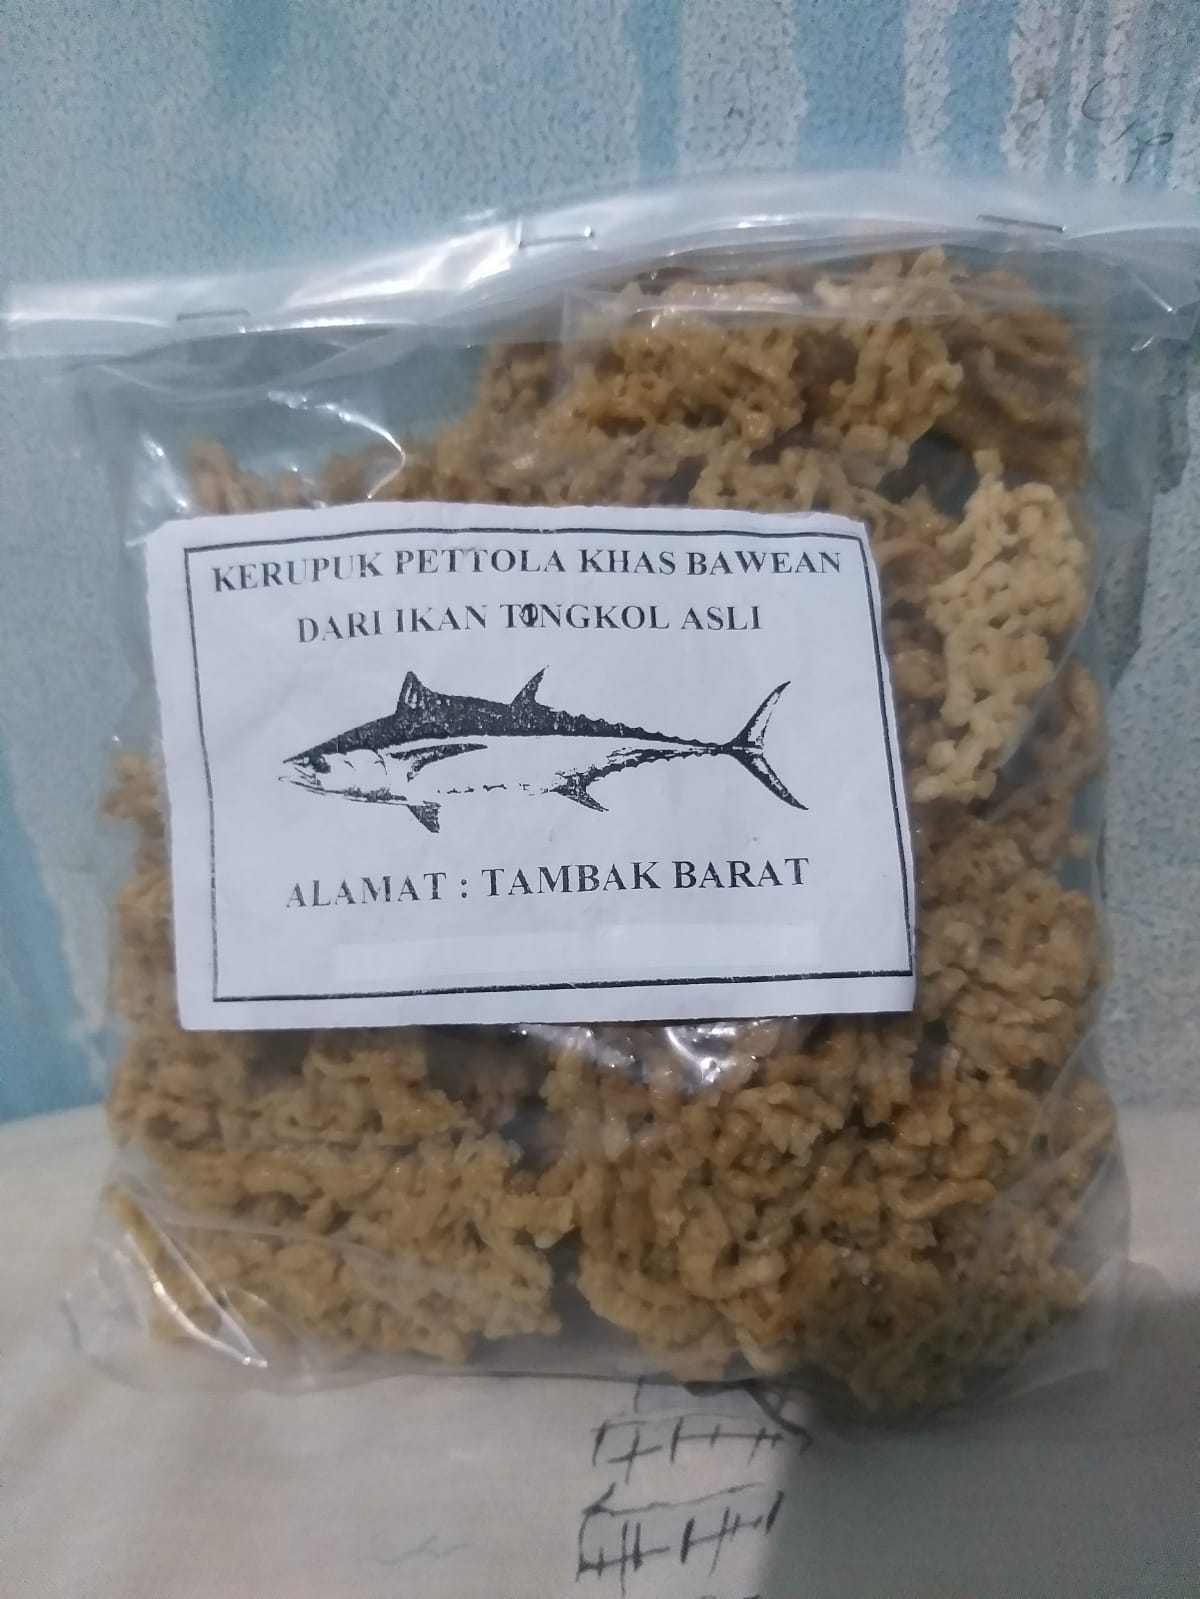 KERUPUK PETTOLA KHAS BAWEAN
DARI IKAN TONGKOL ASLI
ALAMAT : TAMBAK BARAT